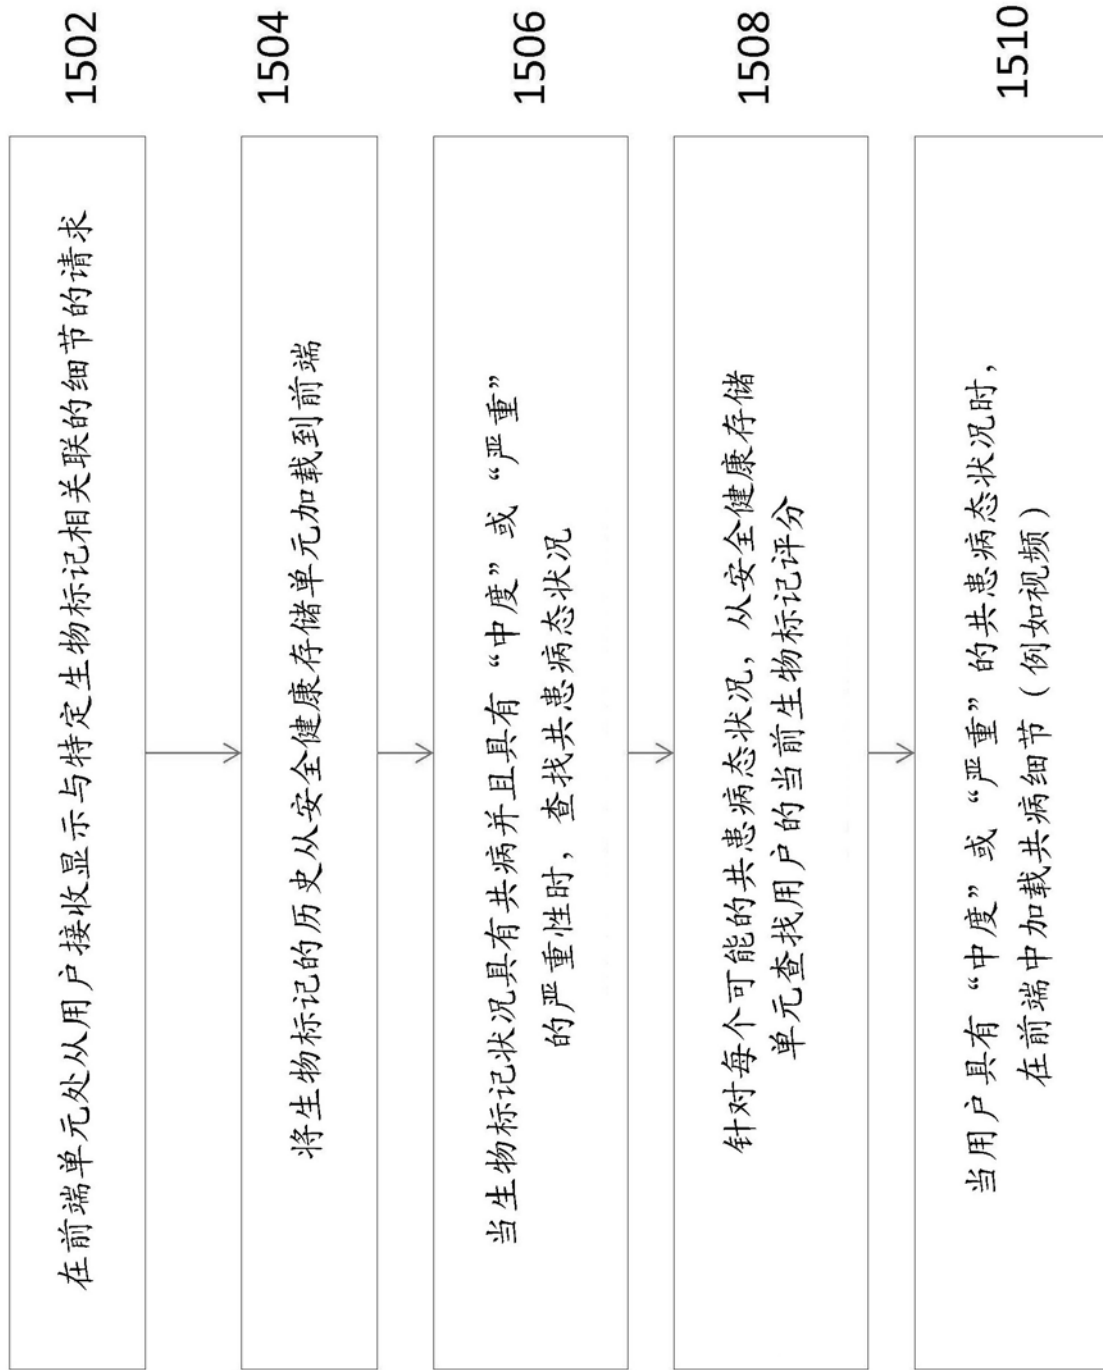 在前端单元处从用户接收显示与特定生物标记相关联的细节的请求
1502
将生物标记的历史从安全健康存储单元加载到前端
1504
当生物标记状况具有共病并且具有“中度”或“严重”
的严重性时，查找共患病态状况
1506
针对每个可能的共患病态状况，从安全健康存储
单元查找用户的当前生物标记评分
1508
当用户具有“中度”或“严重”的共患病态状况时，
在前端中加载共病细节（例如视频）
1510